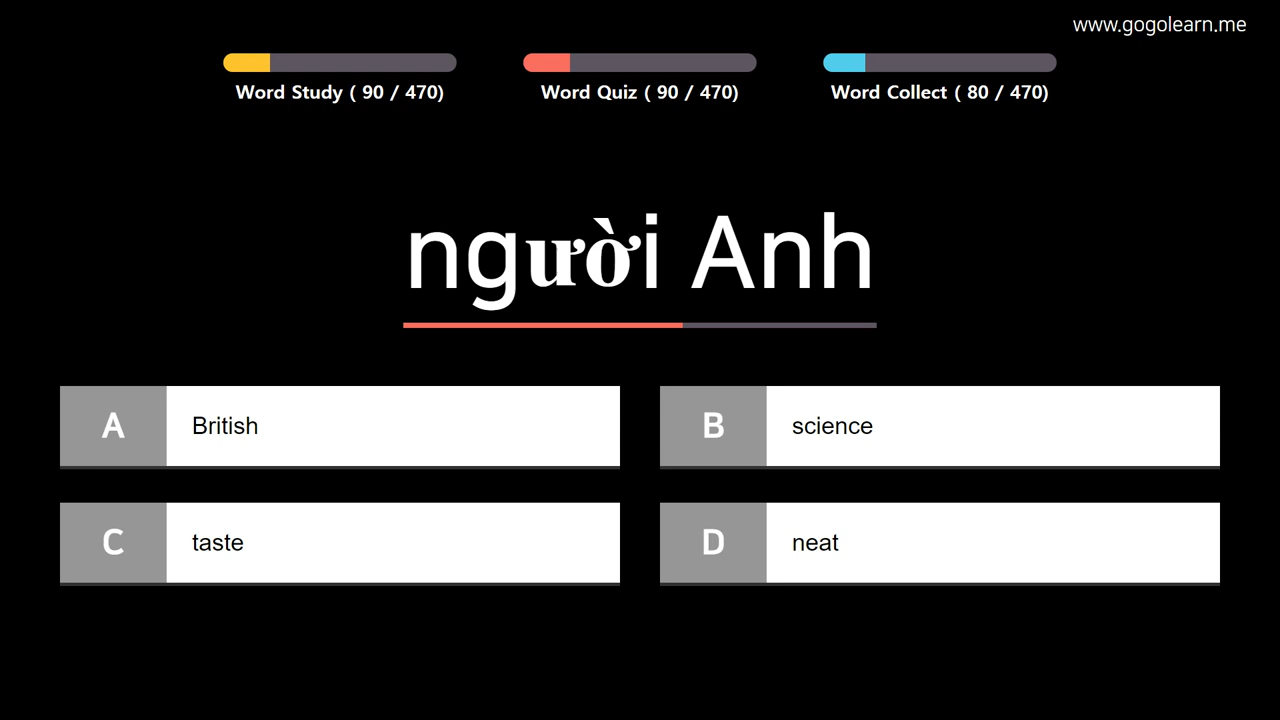 www.gogolearn.me
Word Study ( 90 / 470)
Word Quiz ( 90 / 470)
Word Collect ( 80 / 470)
người Anh
A
British
B
science
C
taste
D
neat